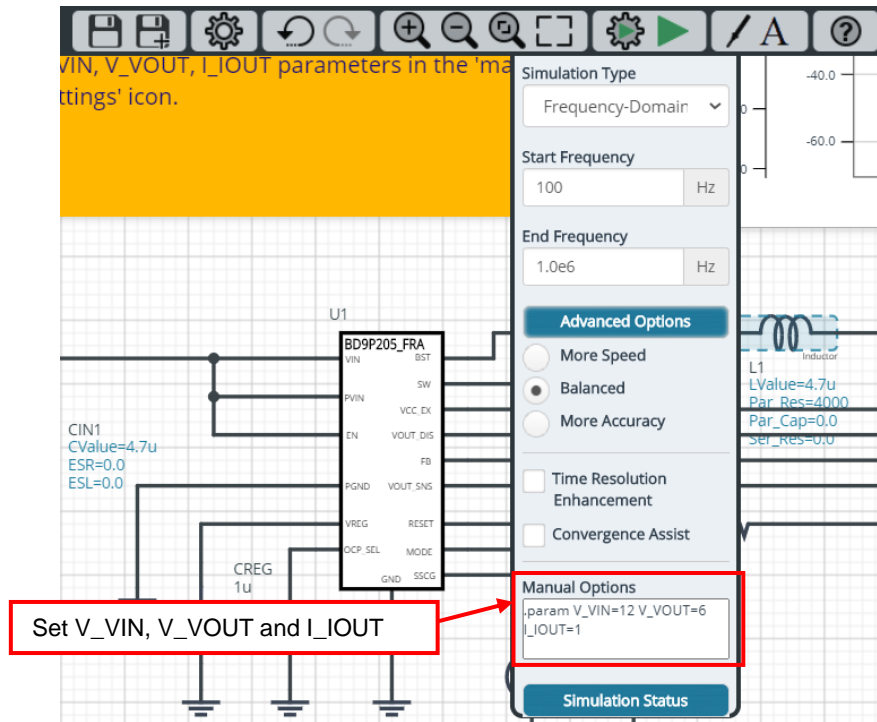 A
?
VIN, V_VOUT, I_IOUT parameters in the 'ma
ttings' icon.
Simulation Type
Frequency-Domain
Start Frequency
100 Hz
End Frequency
1.0e6 Hz
Advanced Options
More Speed
Balanced
More Accuracy
Time Resolution
Enhancement
Convergence Assist
Manual Options
.param V_VIN=12 V_VOUT=6
I_IOUT=1
Simulation Status
Set V_VIN, V_VOUT and I_IOUT
-40.0
-60.0
U1
BD9P205_FRA
VIN
BST
SW
PVIN
VCC_EX
EN
VOUT_DIS
FB
PGND
VOUT_SNS
VREG
RESET
OCP_SEL
MODE
GND
SSCG
CIN1
CValue=4.7u
ESR=0.0
ESL=0.0
CREG
1u
Inductor
L1
LValue=4.7u
Par_Res=4000
Par_Cap=0.0
Ser_Res=0.0